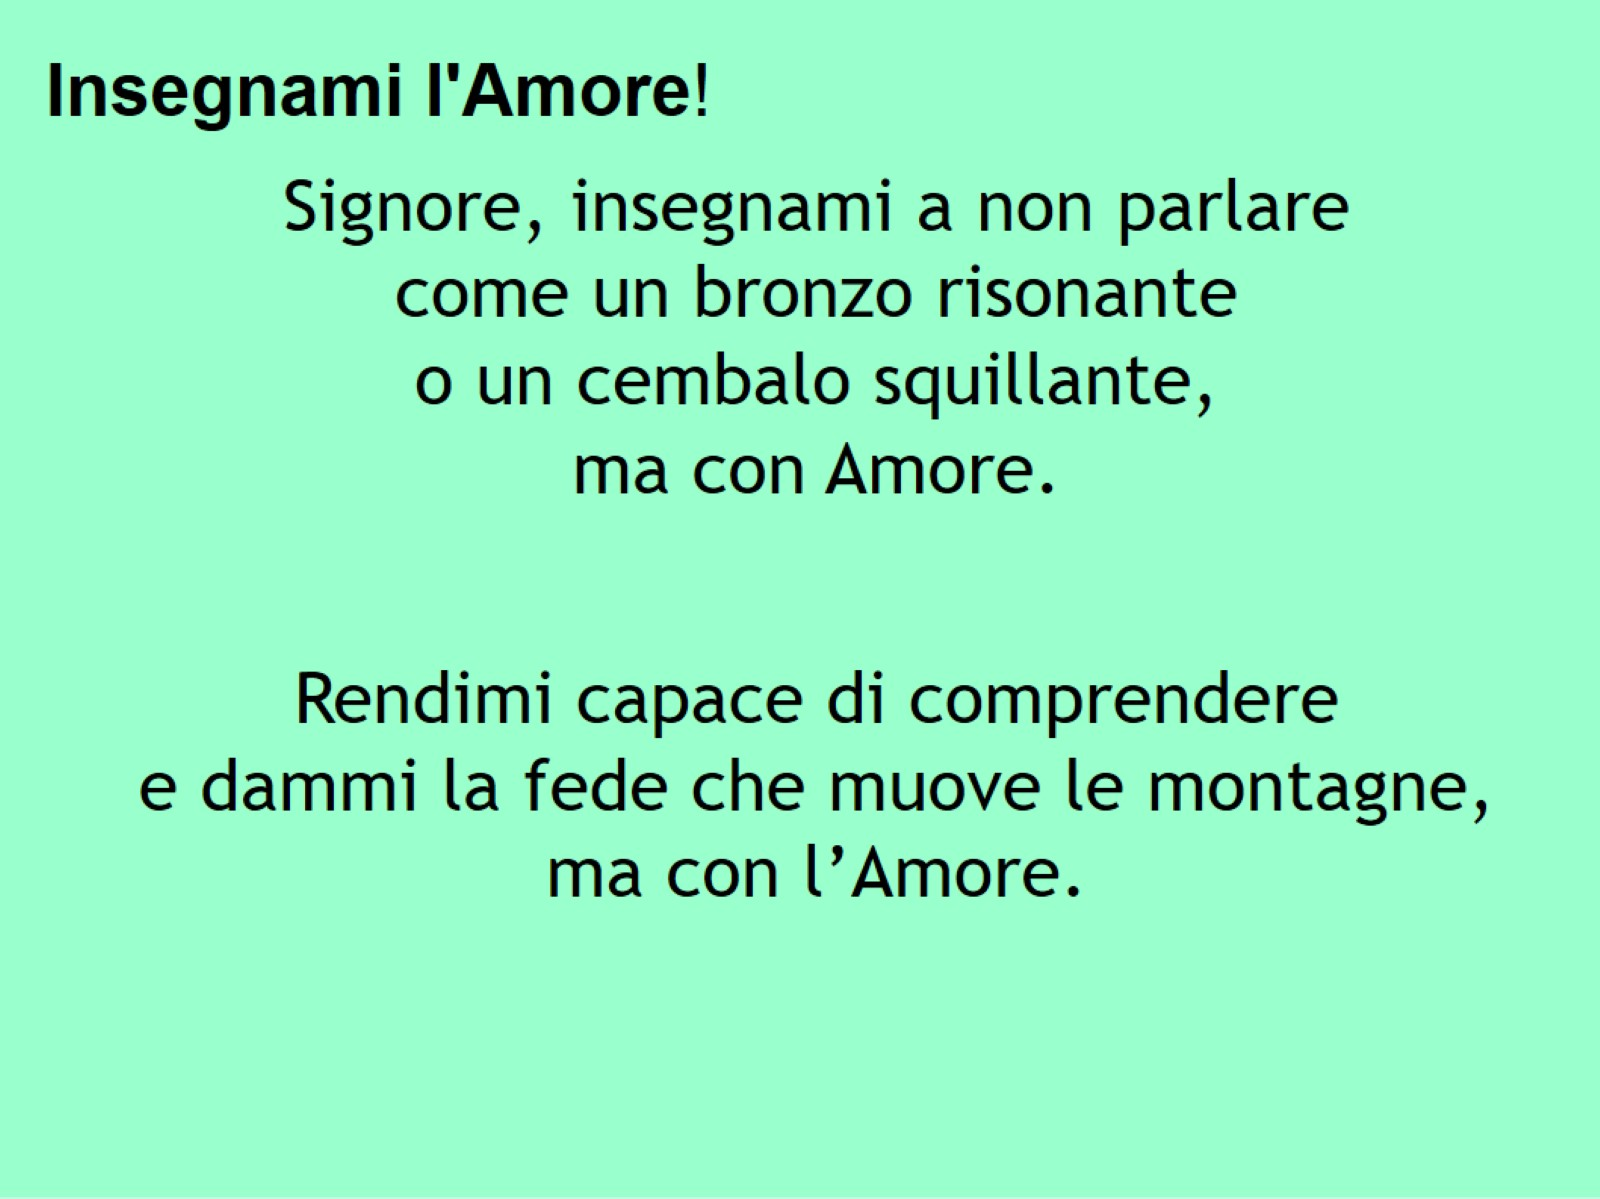 Insegnami l'Amore!
Signore, insegnami a non parlare
come un bronzo risonante
o un cembalo squillante,
ma con Amore.
Rendimi capace di comprendere
e dammi la fede che muove le montagne,
ma con l’Amore.